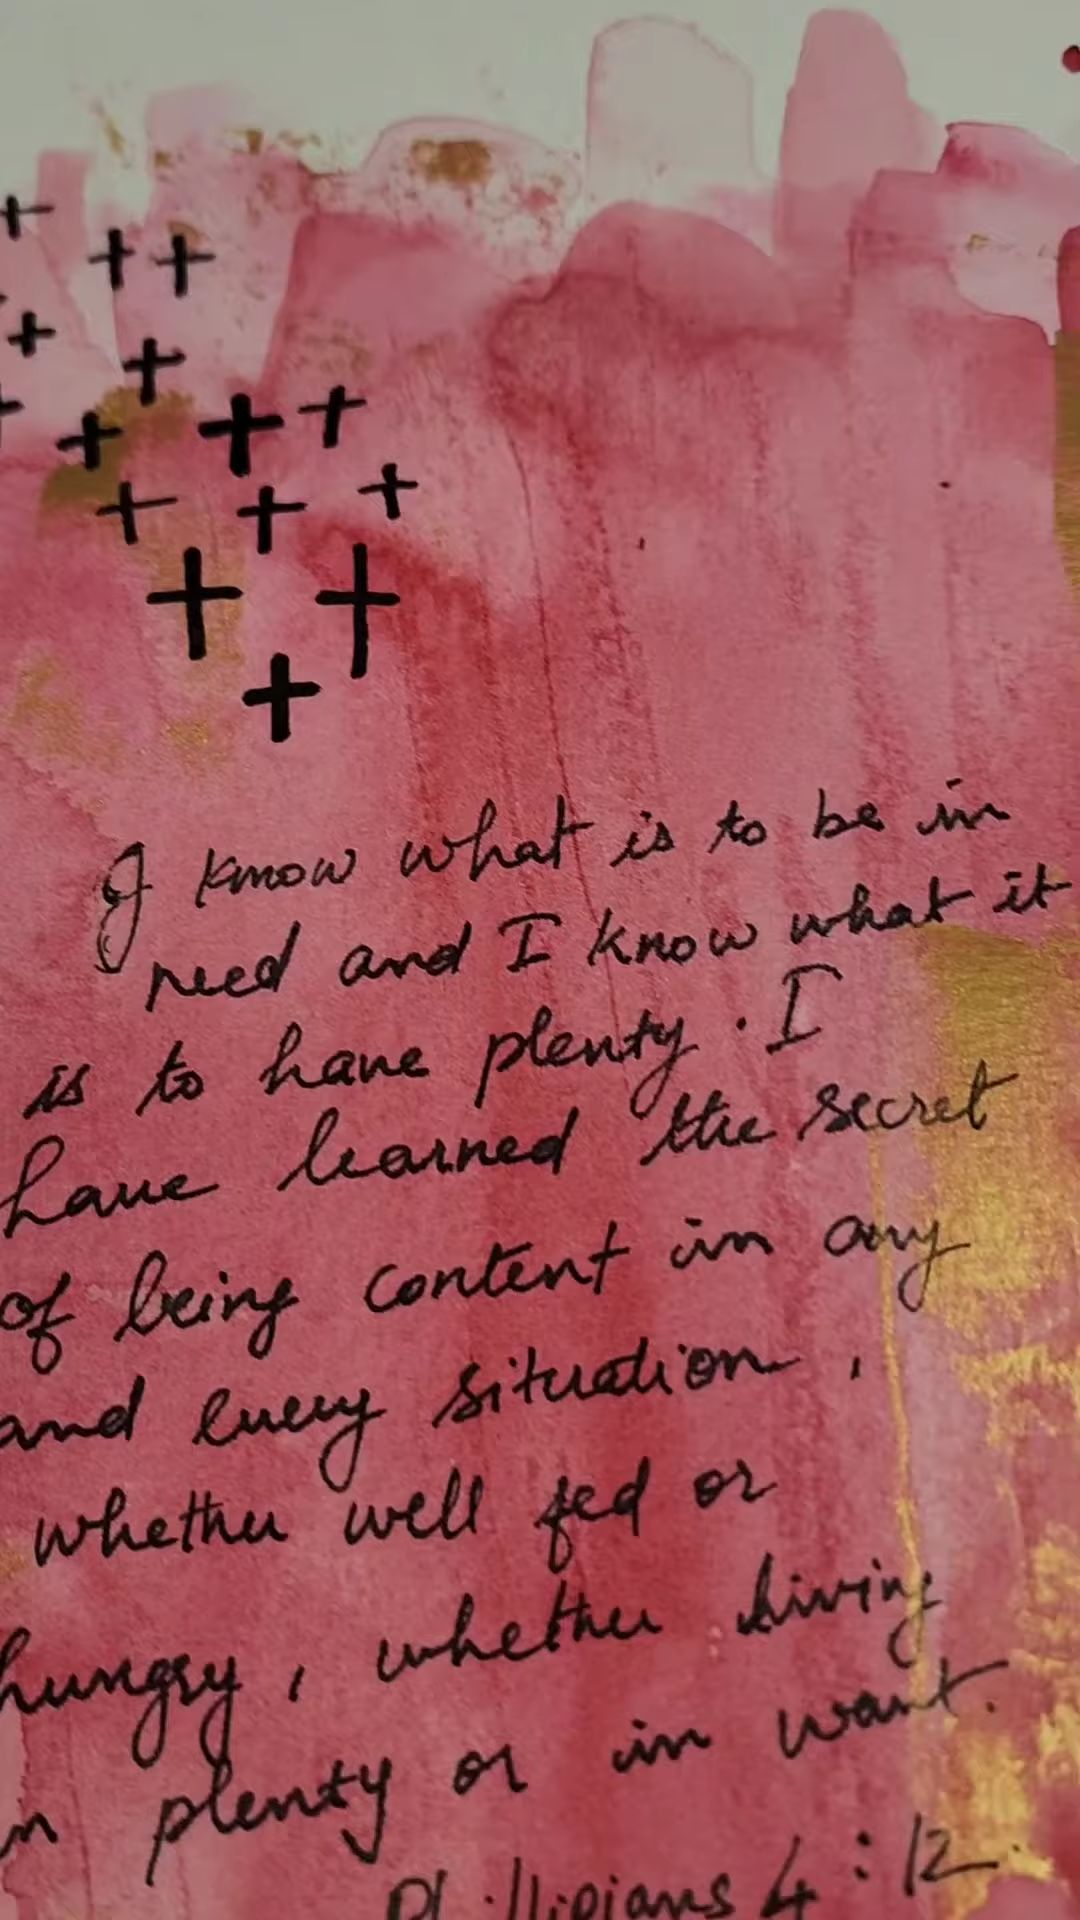 I know what is to be in
need and I know what it
is to have plenty. I
have learned the secret
of being content in any
and every situation,
whether well fed or
hungry, whether living
in plenty or in want.
Phillipians 4:12